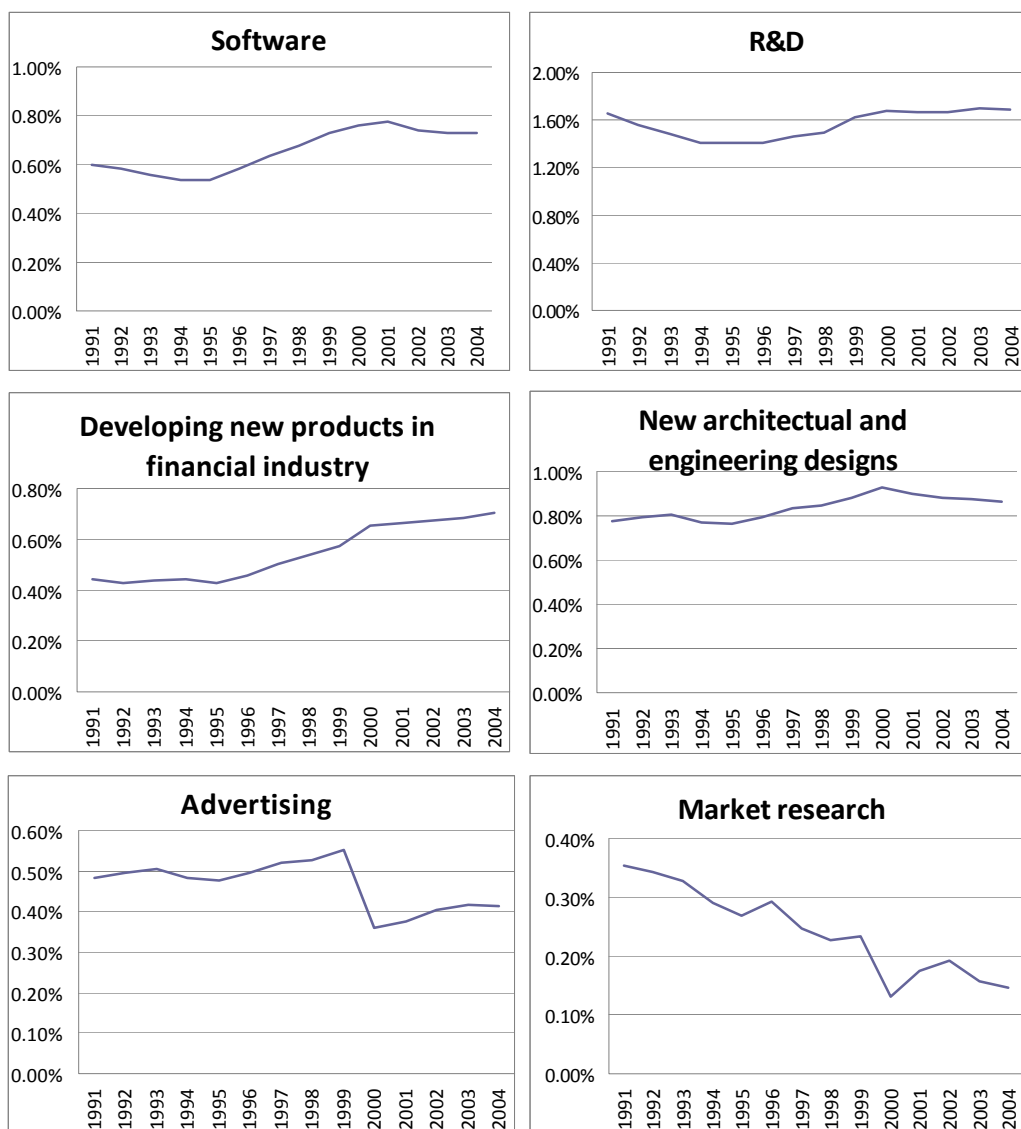 Software
1.00%
0.80%
0.60%
0.40%
0.20%
0.00%
1991 1992 1993 1994 1995 1996 1997 1998 1999 2000 2001 2002 2003 2004
R&D
2.00%
1.60%
1.20%
0.80%
0.40%
0.00%
1991 1992 1993 1994 1995 1996 1997 1998 1999 2000 2001 2002 2003 2004
Developing new products in
financial industry
0.80%
0.60%
0.40%
0.20%
0.00%
1991 1992 1993 1994 1995 1996 1997 1998 1999 2000 2001 2002 2003 2004
New architectual and
engineering designs
1.00%
0.80%
0.60%
0.40%
0.20%
0.00%
1991 1992 1993 1994 1995 1996 1997 1998 1999 2000 2001 2002 2003 2004
Advertising
0.60%
0.50%
0.40%
0.30%
0.20%
0.10%
0.00%
1991 1992 1993 1994 1995 1996 1997 1998 1999 2000 2001 2002 2003 2004
Market research
0.40%
0.30%
0.20%
0.10%
0.00%
1991 1992 1993 1994 1995 1996 1997 1998 1999 2000 2001 2002 2003 2004